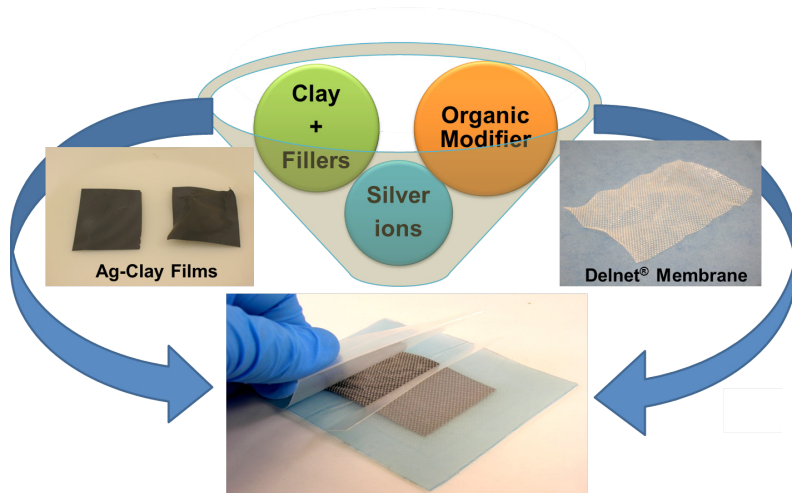 Clay
+
Fillers
Organic
Modifier
Silver
ions
Ag-Clay Films
Delnet® Membrane